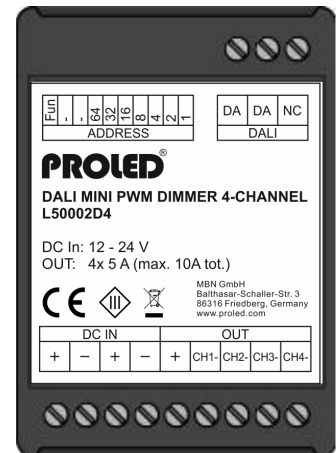 Fun - - 64 32 16 8 4 2 1
ADDRESS
DA DA NC
DALI
PROLED®
DALI MINI PWM DIMMER 4-CHANNEL
L50002D4
DC In: 12 - 24 V
OUT: 4x 5 A (max. 10A tot.)
MBN GmbH
Balthasar-Schaller-Str. 3
86316 Friedberg, Germany
www.proled.com
CE III
DC IN
OUT
+ − + − + CH1- CH2- CH3- CH4-